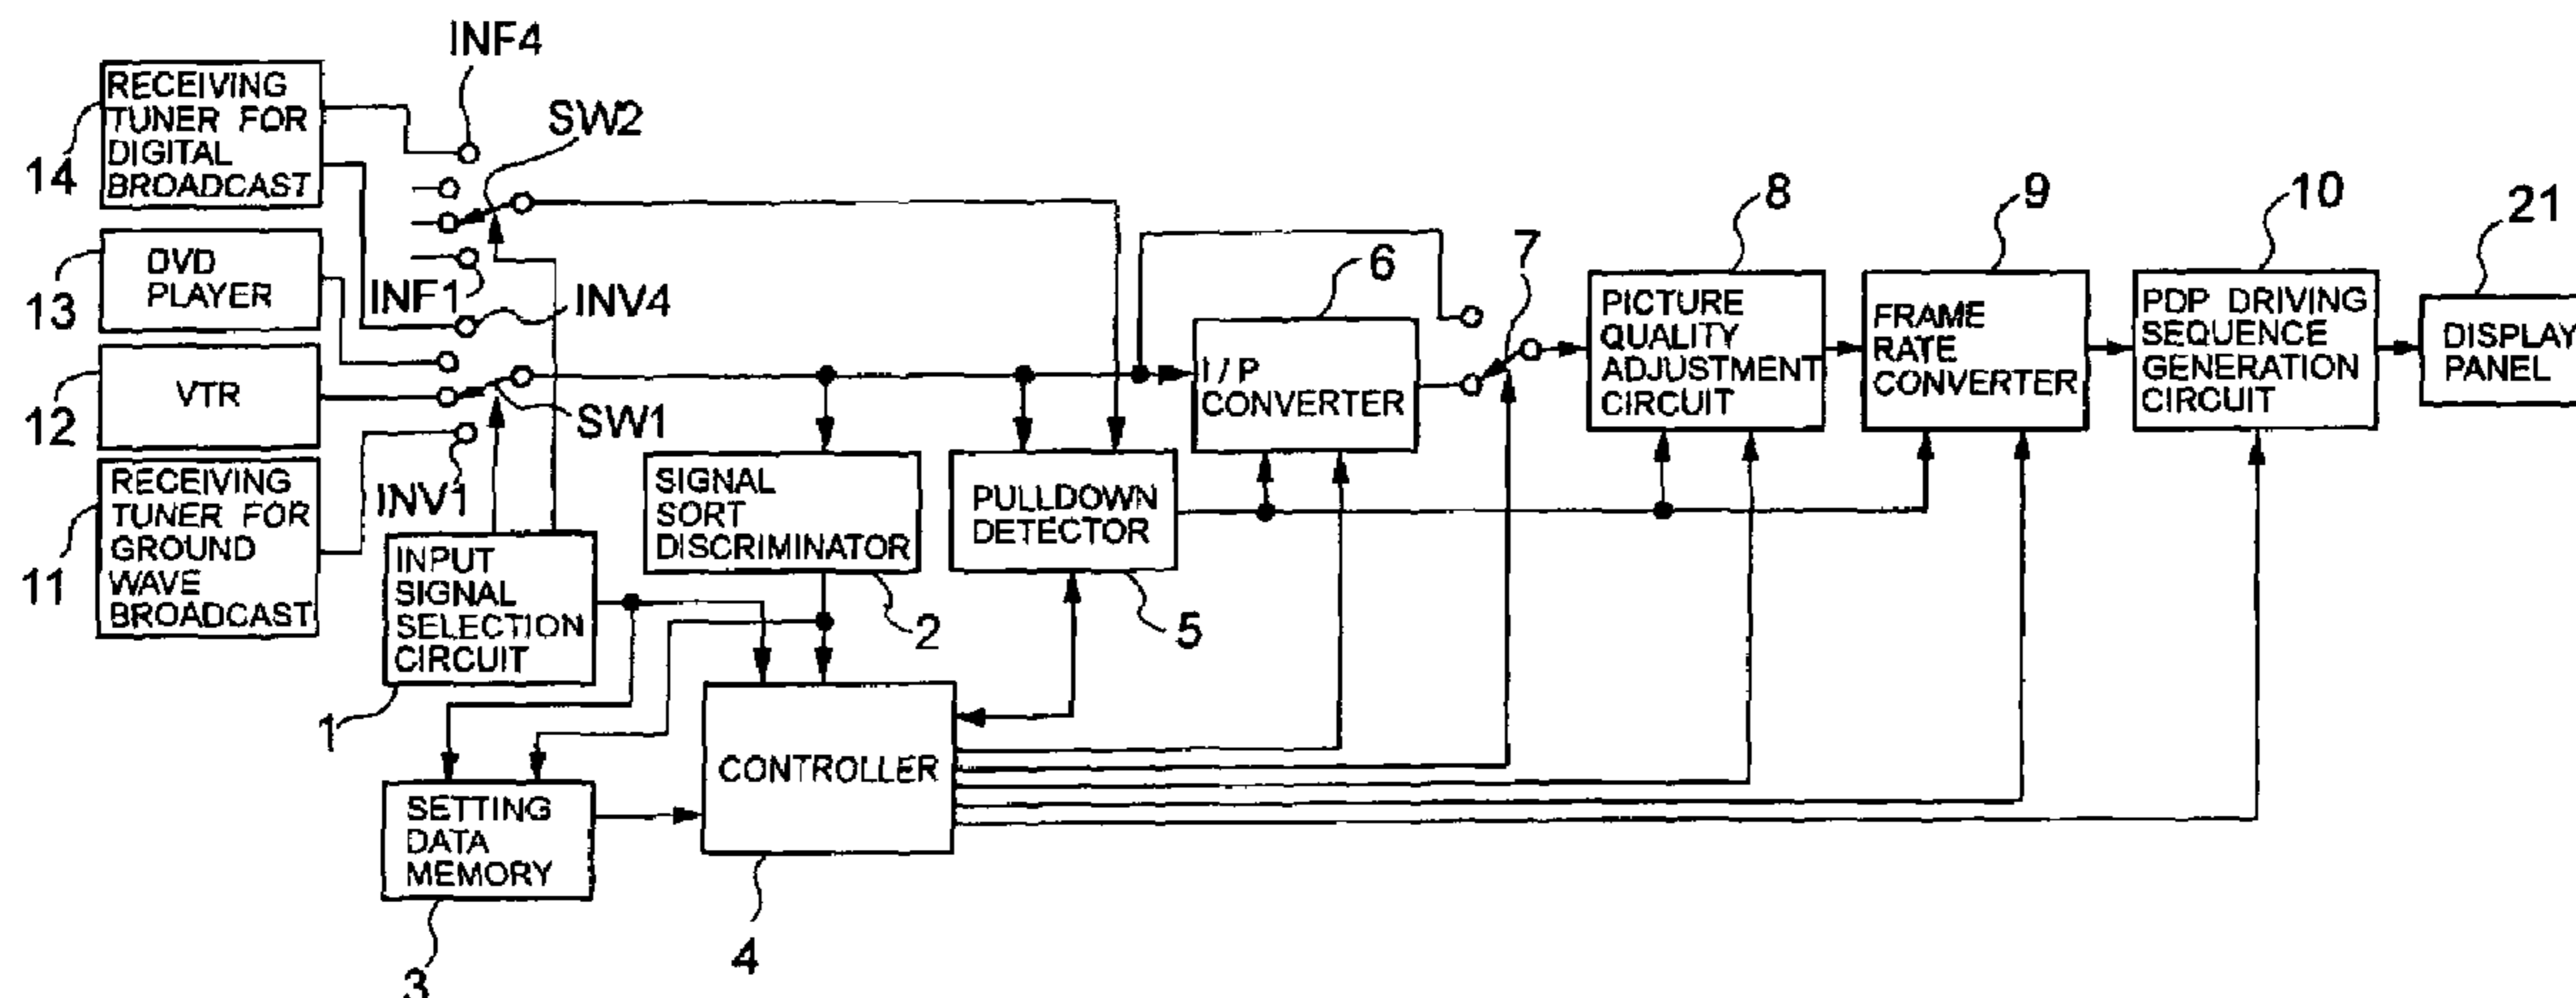 INF4
RECEIVING
TUNER FOR
DIGITAL
BROADCAST
14
SW2
DVD
PLAYER
13
INF1
INV4
VTR
12
SW1
INV1
RECEIVING
TUNER FOR
GROUND
WAVE
BROADCAST
11
INPUT
SIGNAL
SELECTION
CIRCUIT
1
SIGNAL
SORT
DISCRIMINATOR
2
PULLDOWN
DETECTOR
5
I/P
CONVERTER
6
7
PICTURE
QUALITY
ADJUSTMENT
CIRCUIT
8
FRAME
RATE
CONVERTER
9
PDP DRIVING
SEQUENCE
GENERATION
CIRCUIT
10
DISPLAY
PANEL
21
SETTING
DATA
MEMORY
3
CONTROLLER
4